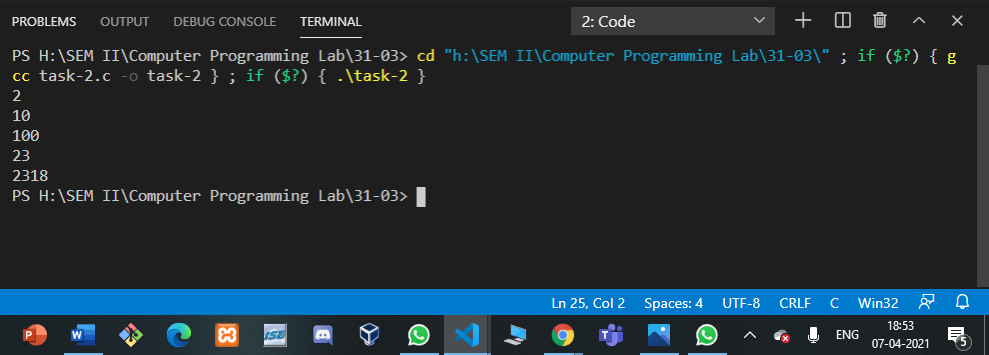 PROBLEMS OUTPUT DEBUG CONSOLE TERMINAL 2: Code
PS H:\SEM II\Computer Programming Lab\31-03> cd "h:\SEM II\Computer Programming Lab\31-03\" ; if ($?) { g
cc task-2.c -o task-2 } ; if ($?) { .\task-2 }
2
10
100
23
2318
PS H:\SEM II\Computer Programming Lab\31-03>
Ln 25, Col 2 Spaces: 4 UTF-8 CRLF C Win32
P W ISE ENG 18:53 5
07-04-2021